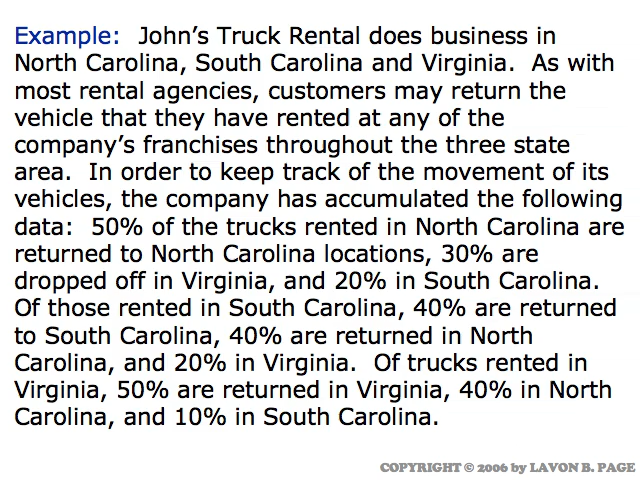 Example:  John's Truck Rental does business in
North Carolina, South Carolina and Virginia.  As with
most rental agencies, customers may return the
vehicle that they have rented at any of the
company's franchises throughout the three state
area.  In order to keep track of the movement of its
vehicles, the company has accumulated the following
data:  50% of the trucks rented in North Carolina are
returned to North Carolina locations, 30% are
dropped off in Virginia, and 20% in South Carolina.
Of those rented in South Carolina, 40% are returned
to South Carolina, 40% are returned in North
Carolina, and 20% in Virginia.  Of trucks rented in
Virginia, 50% are returned in Virginia, 40% in North
Carolina, and 10% in South Carolina.
COPYRIGHT © 2006 by LAVON B. PAGE